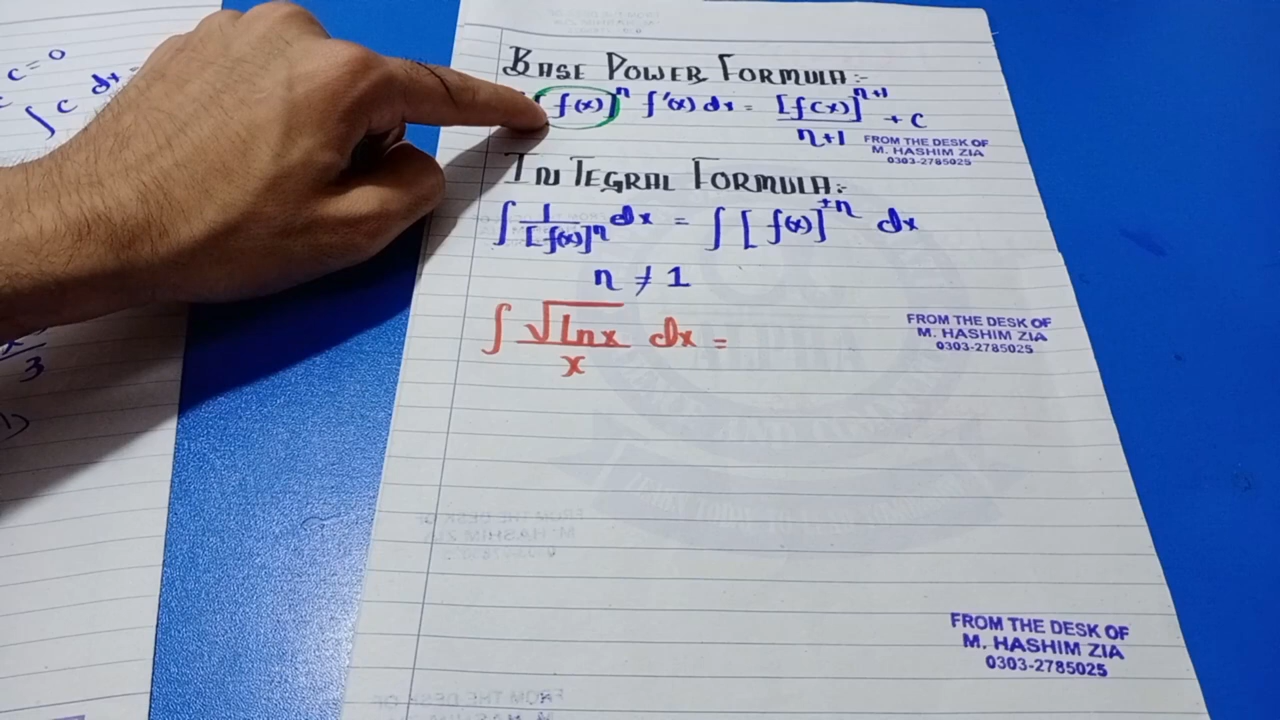 c = 0
∫ c dx =
3
BASE POWER FORMULA:-
[f(x)]^n f'(x) dx = [f(x)]^{n+1} / n+1 + c
FROM THE DESK OF
M. HASHIM ZIA
0303-2785025
INTEGRAL FORMULA:-
∫ 1/[f(x)]^n dx = ∫ [f(x)]^{±n} dx
n ≠ 1
∫ √lnx / x dx =
FROM THE DESK OF
M. HASHIM ZIA
0303-2785025
FROM THE DESK OF
M. HASHIM ZIA
0303-2785025